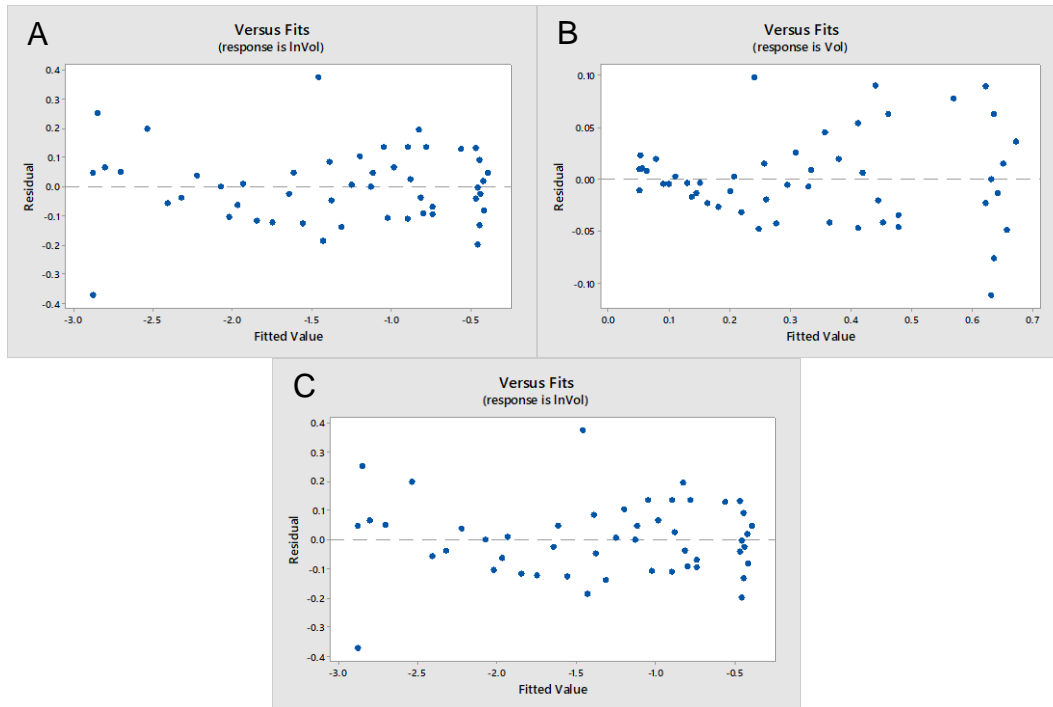 A
Versus Fits
(response is lnVol)
0.4
0.3
0.2
0.1
0.0
-0.1
-0.2
-0.3
-0.4
Residual
-3.0 -2.5 -2.0 -1.5 -1.0 -0.5
Fitted Value
B
Versus Fits
(response is Vol)
0.10
0.05
0.00
-0.05
-0.10
Residual
0.0 0.1 0.2 0.3 0.4 0.5 0.6 0.7
Fitted Value
C
Versus Fits
(response is lnVol)
0.4
0.3
0.2
0.1
0.0
-0.1
-0.2
-0.3
-0.4
Residual
-3.0 -2.5 -2.0 -1.5 -1.0 -0.5
Fitted Value